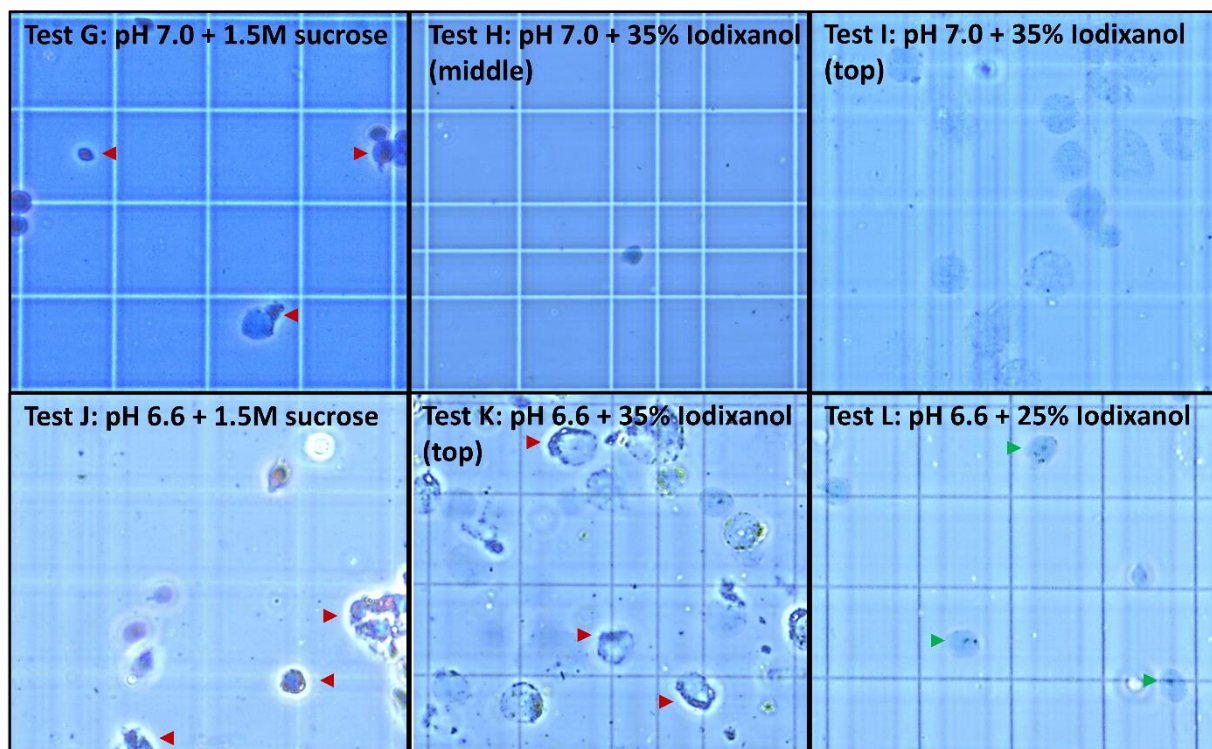 Test G: pH 7.0 + 1.5M sucrose
Test H: pH 7.0 + 35% Iodixanol
(middle)
Test I: pH 7.0 + 35% Iodixanol
(top)
Test J: pH 6.6 + 1.5M sucrose
Test K: pH 6.6 + 35% Iodixanol
(top)
Test L: pH 6.6 + 25% Iodixanol